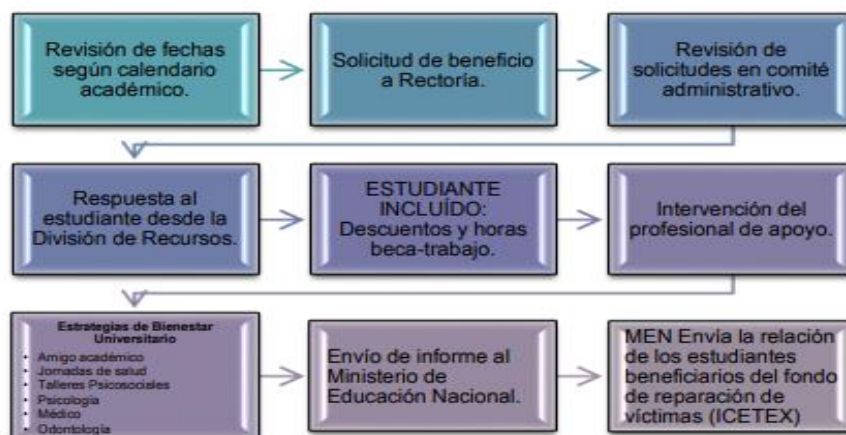 Revisión de fechas
según calendario
académico.
Solicitud de beneficio
a Rectoría.
Revisión de
solicitudes en comité
administrativo.
Respuesta al
estudiante desde la
División de Recursos.
ESTUDIANTE
INCLUÍDO:
Descuentos y horas
beca-trabajo.
Intervención del
profesional de apoyo.
Estrategias de Bienestar
Universitario
• Amigo académico
• Jornadas de salud
• Talleres Psicosociales
• Psicología
• Médico
• Odontología
Envío de informe al
Ministerio de
Educación Nacional.
MEN Envía la relación
de los estudiantes
beneficiarios del fondo
de reparación de
víctimas (ICETEX)